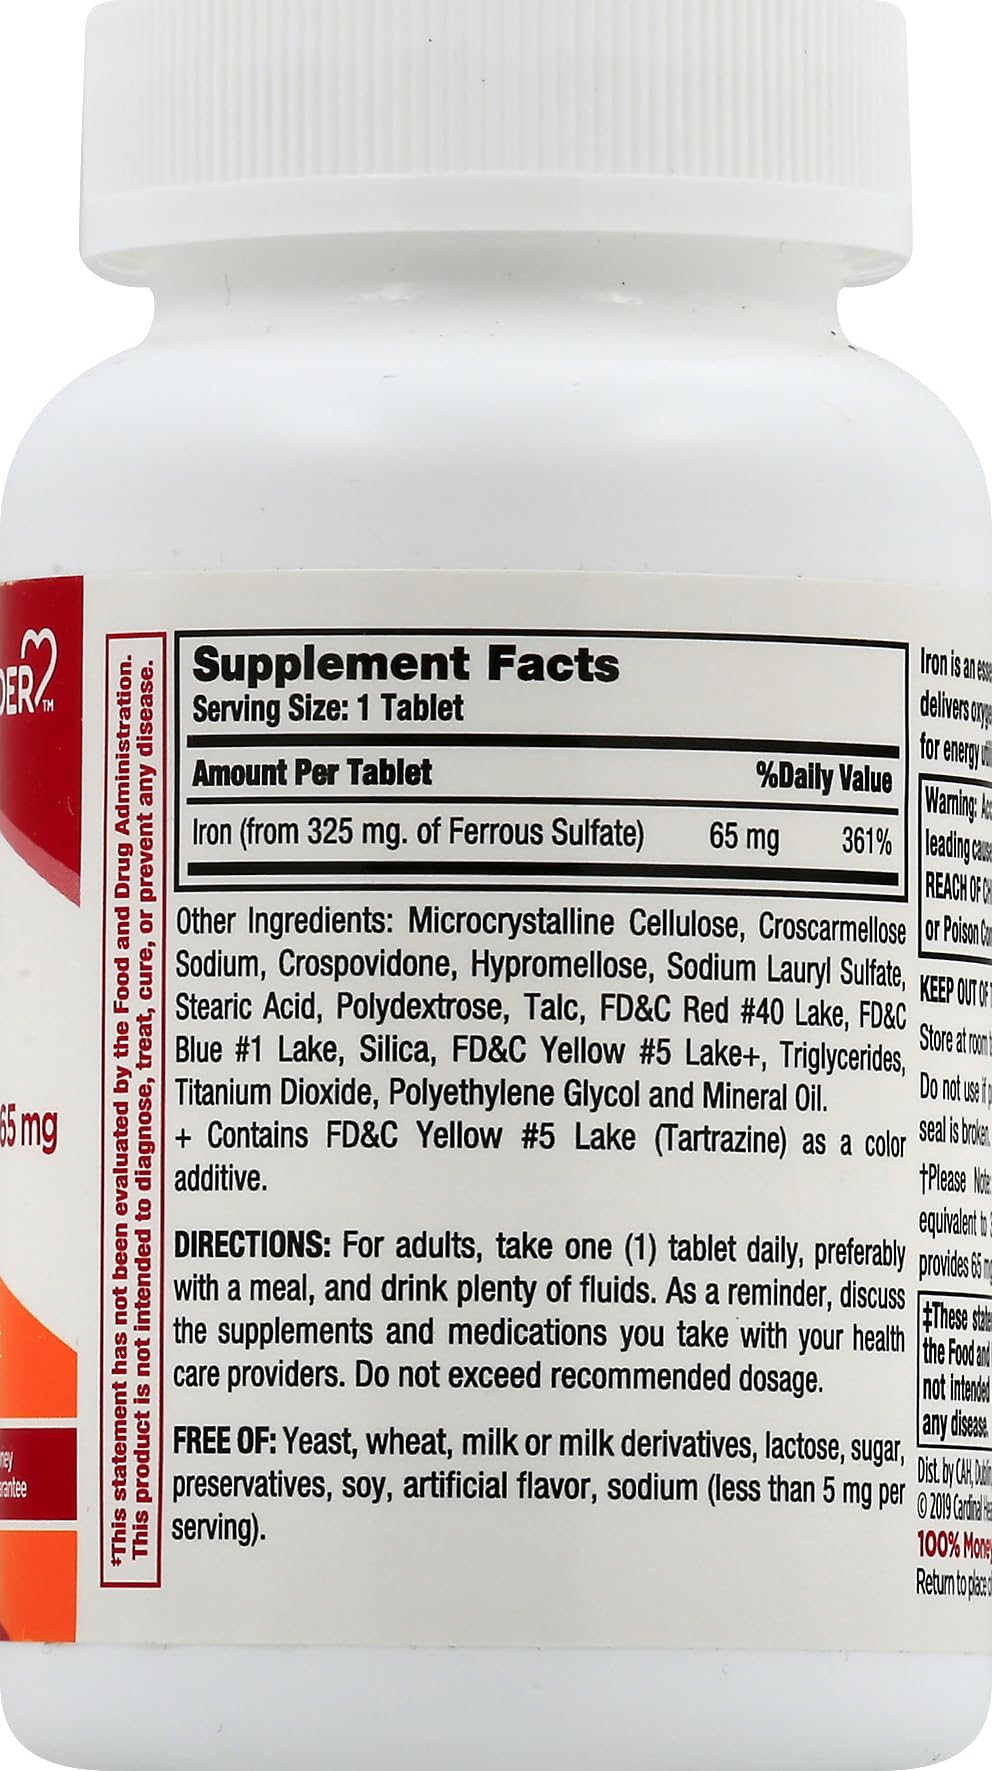 65 mg
‡This statement has not been evaluated by the Food and Drug Administration.
This product is not intended to diagnose, treat, cure, or prevent any disease.
Supplement Facts
Serving Size: 1 Tablet
Amount Per Tablet %Daily Value
Iron (from 325 mg. of Ferrous Sulfate) 65 mg 361%
Other Ingredients: Microcrystalline Cellulose, Croscarmellose
Sodium, Crospovidone, Hypromellose, Sodium Lauryl Sulfate,
Stearic Acid, Polydextrose, Talc, FD&C Red #40 Lake, FD&C
Blue #1 Lake, Silica, FD&C Yellow #5 Lake+, Triglycerides,
Titanium Dioxide, Polyethylene Glycol and Mineral Oil.
+ Contains FD&C Yellow #5 Lake (Tartrazine) as a color
additive.
DIRECTIONS: For adults, take one (1) tablet daily, preferably
with a meal, and drink plenty of fluids. As a reminder, discuss
the supplements and medications you take with your health
care providers. Do not exceed recommended dosage.
FREE OF: Yeast, wheat, milk or milk derivatives, lactose, sugar,
preservatives, soy, artificial flavor, sodium (less than 5 mg per
serving).
Iron is an
delivers
for energy
Warning:
leading
REACH OF
or Poison
KEEP OUT OF
Store at room
Do not use if
seal is broken.
†Please Note:
equivalent to
provides 65
‡These
the Food and
not intended
any disease.
Dist. by CAH,
© 2019 Cardinal
100%
Return to place